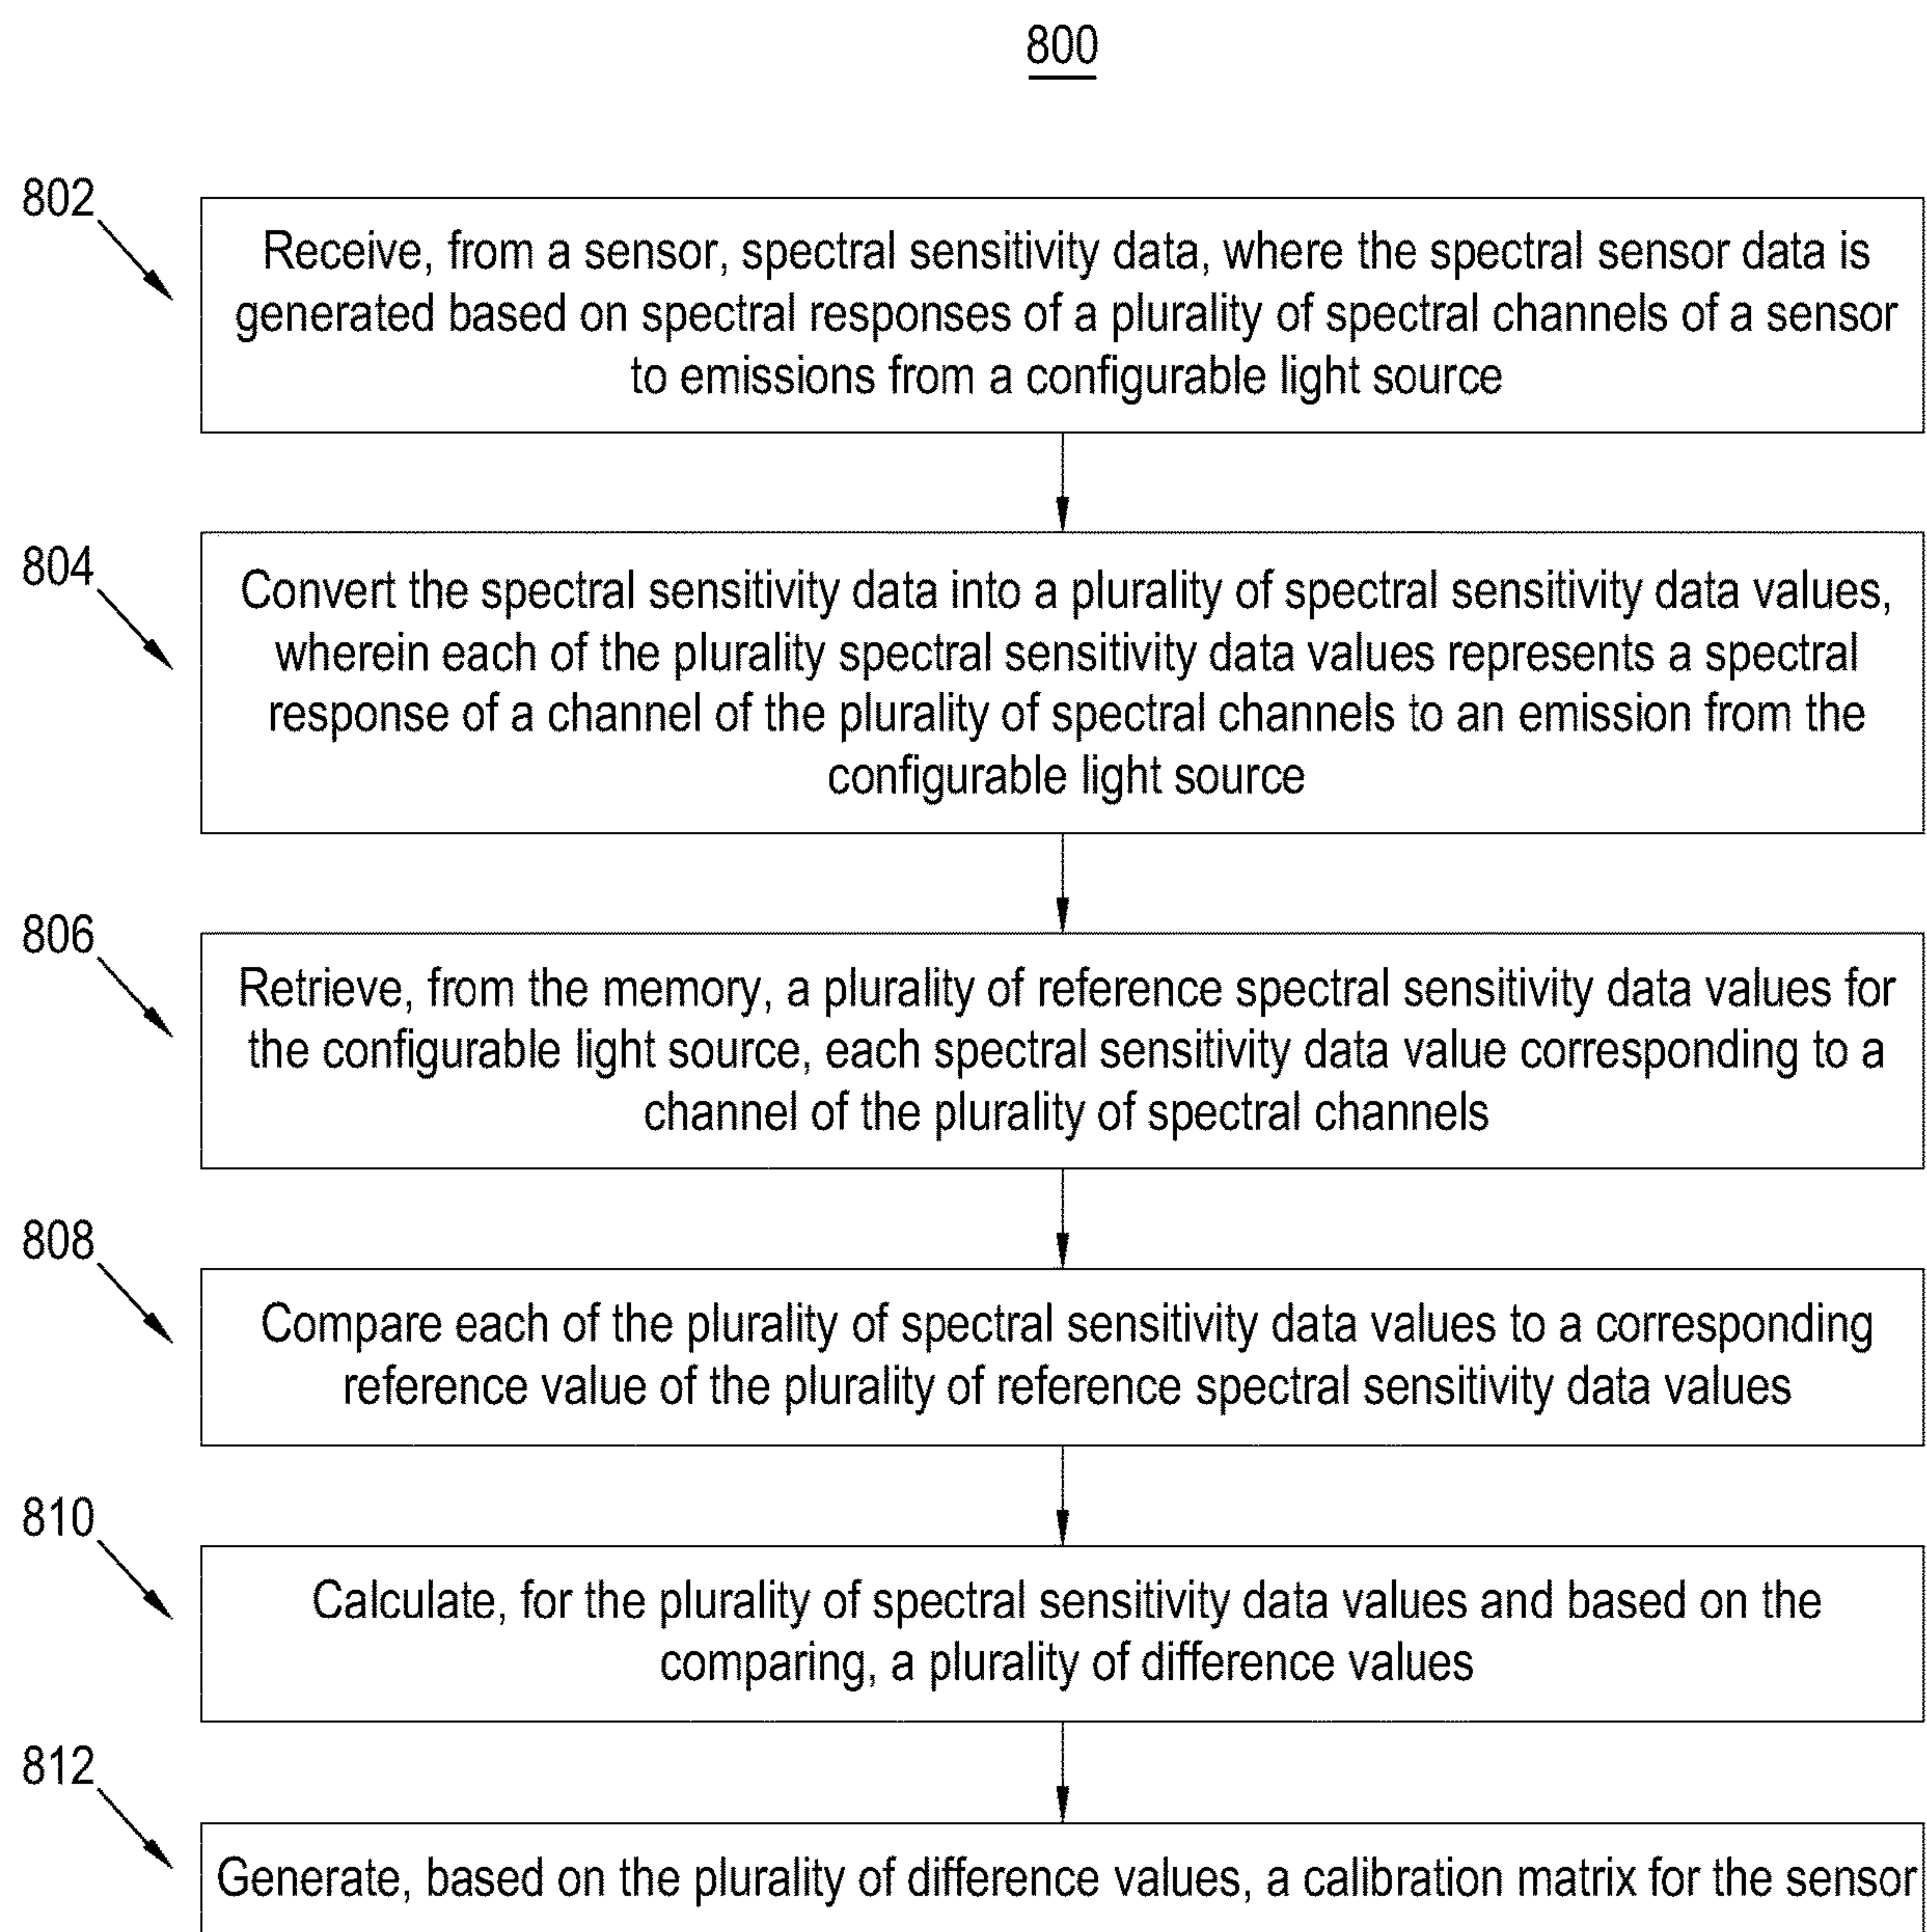 800
802
Receive, from a sensor, spectral sensitivity data, where the spectral sensor data is
generated based on spectral responses of a plurality of spectral channels of a sensor
to emissions from a configurable light source
804
Convert the spectral sensitivity data into a plurality of spectral sensitivity data values,
wherein each of the plurality spectral sensitivity data values represents a spectral
response of a channel of the plurality of spectral channels to an emission from the
configurable light source
806
Retrieve, from the memory, a plurality of reference spectral sensitivity data values for
the configurable light source, each spectral sensitivity data value corresponding to a
channel of the plurality of spectral channels
808
Compare each of the plurality of spectral sensitivity data values to a corresponding
reference value of the plurality of reference spectral sensitivity data values
810
Calculate, for the plurality of spectral sensitivity data values and based on the
comparing, a plurality of difference values
812
Generate, based on the plurality of difference values, a calibration matrix for the sensor